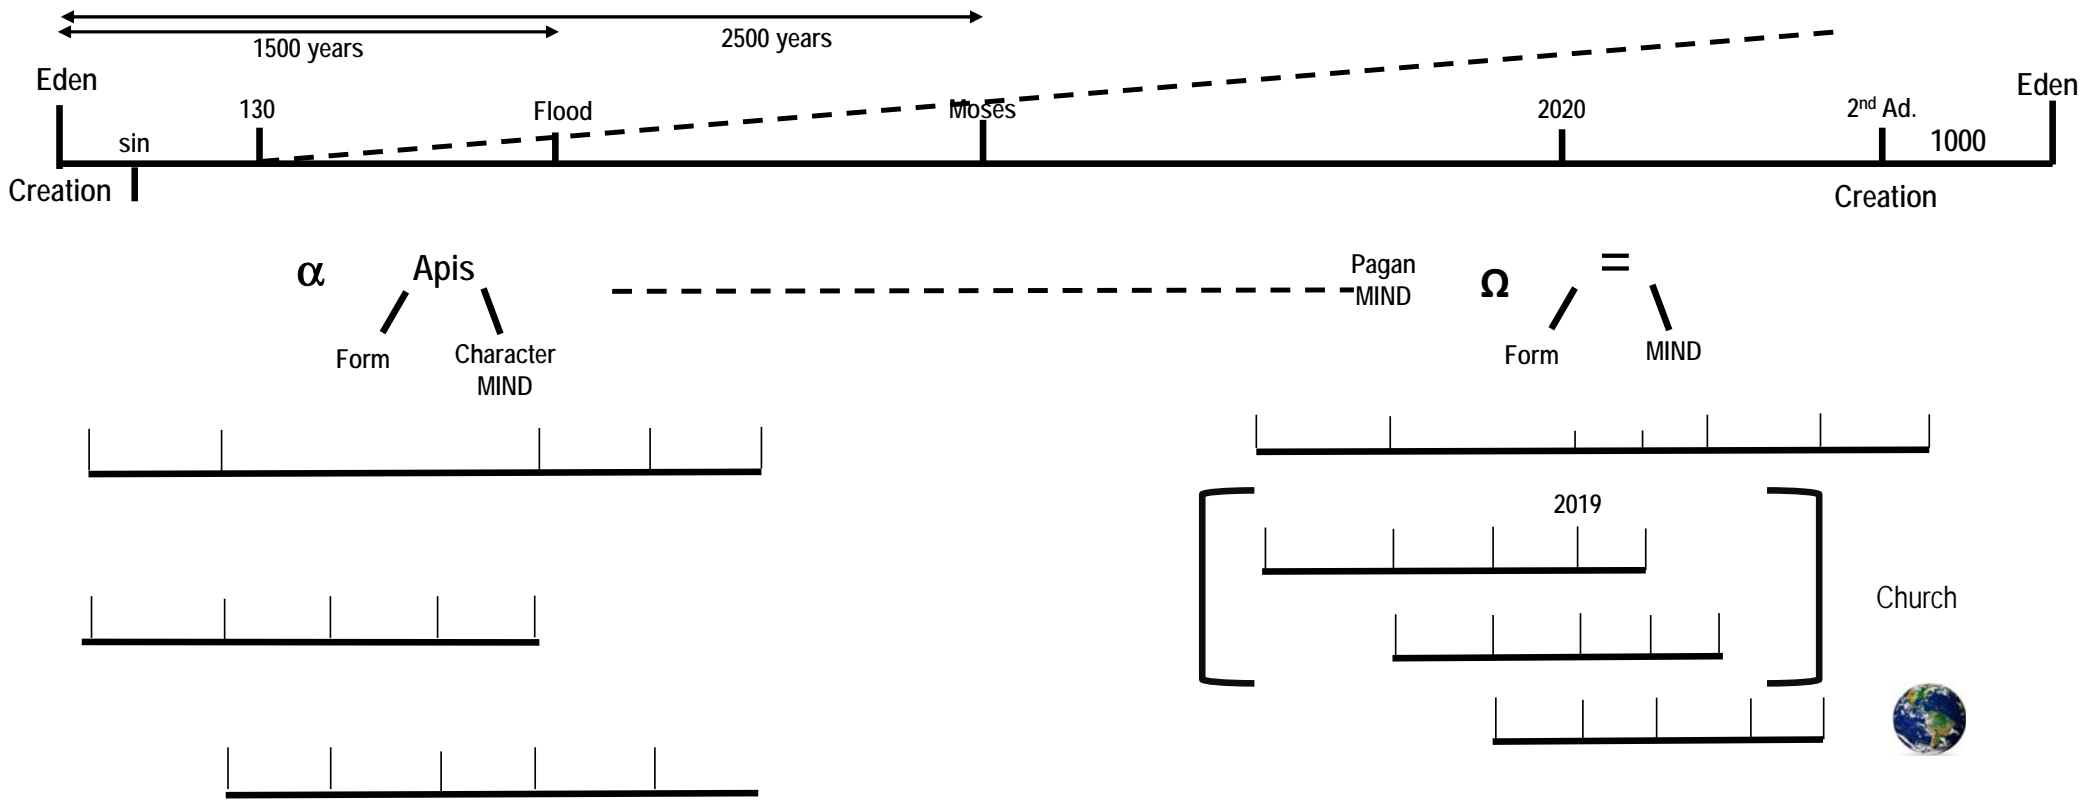 1500 years
2500 years
Eden
Eden
130
Flood
Moses
2020
2nd Ad.
sin
1000
Creation
Creation
α
Apis
Form
Character
MIND
Pagan
MIND
Ω
=
Form
MIND
2019
Church